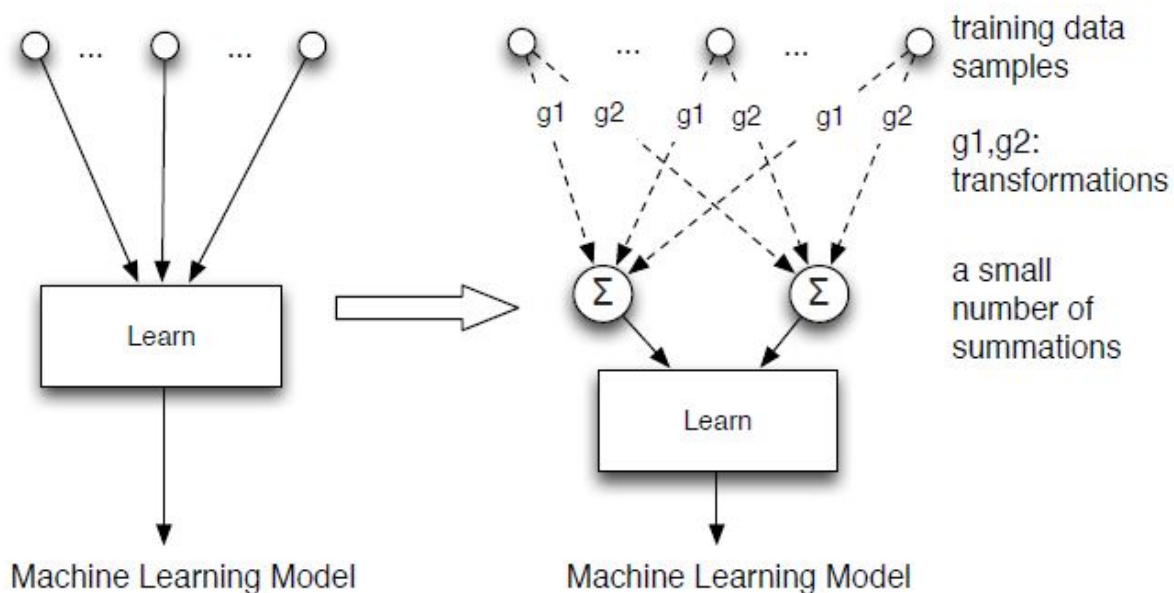 ... ...
... ...
training data
samples
g1 g2 g1 g2 g1 g2
g1,g2:
transformations
Σ Σ
a small
number of
summations
Learn
Learn
Machine Learning Model
Machine Learning Model